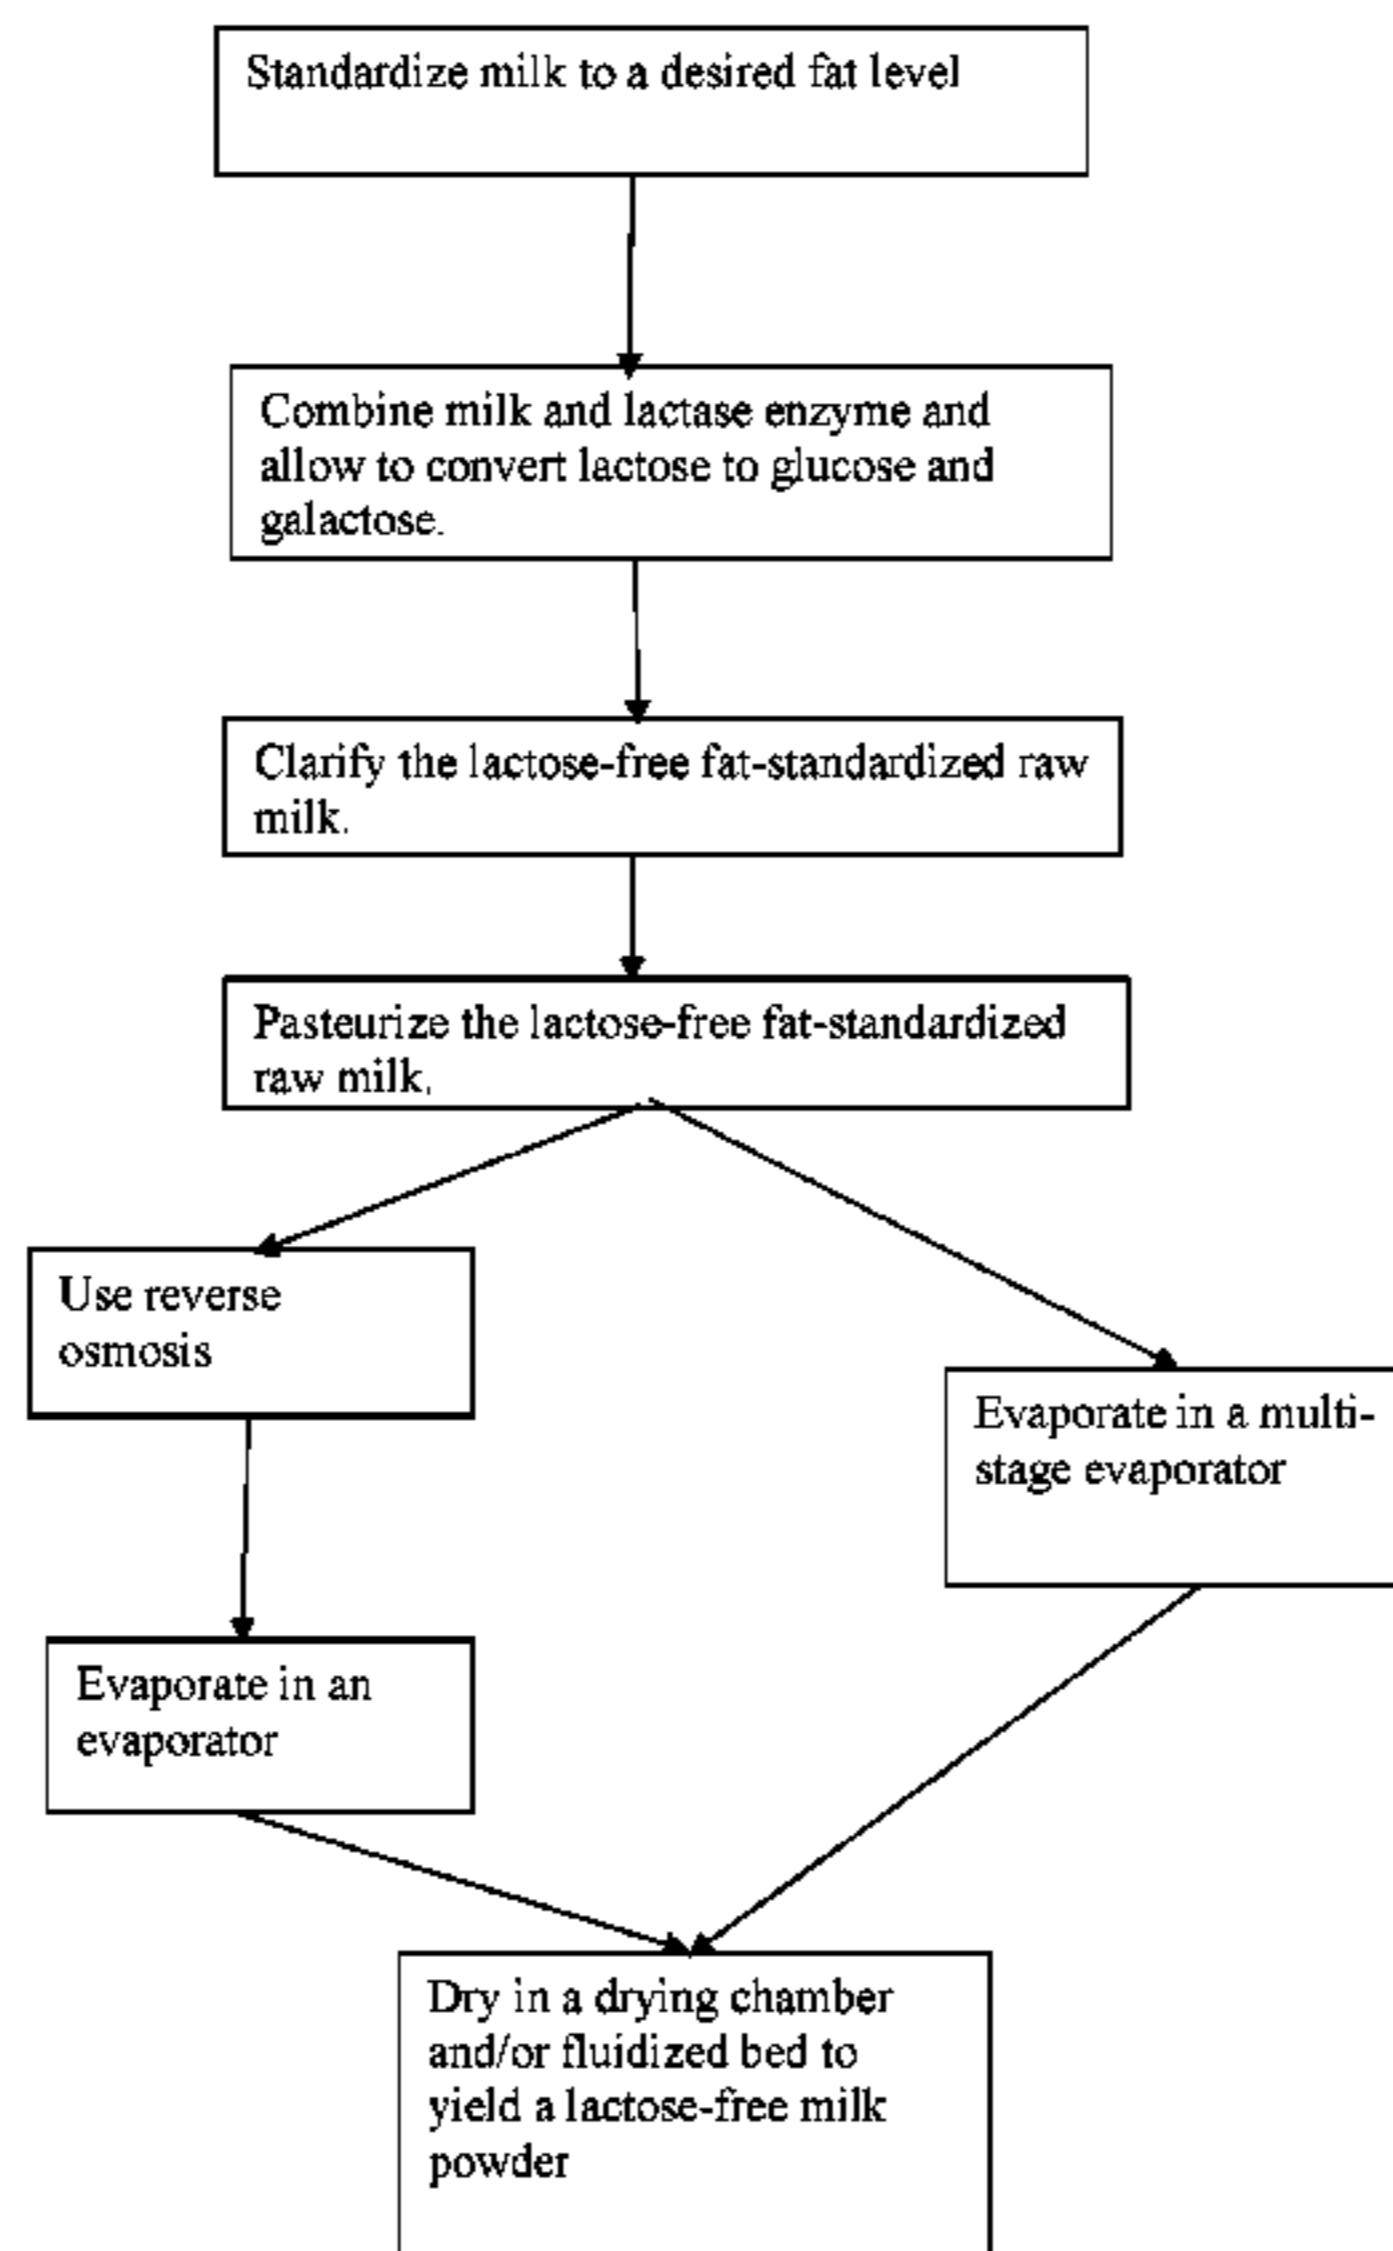 Standardize milk to a desired fat level
Combine milk and lactase enzyme and
allow to convert lactose to glucose and
galactose.
Clarify the lactose-free fat-standardized raw
milk.
Pasteurize the lactose-free fat-standardized
raw milk.
Use reverse
osmosis
Evaporate in a multi-
stage evaporator
Evaporate in an
evaporator
Dry in a drying chamber
and/or fluidized bed to
yield a lactose-free milk
powder